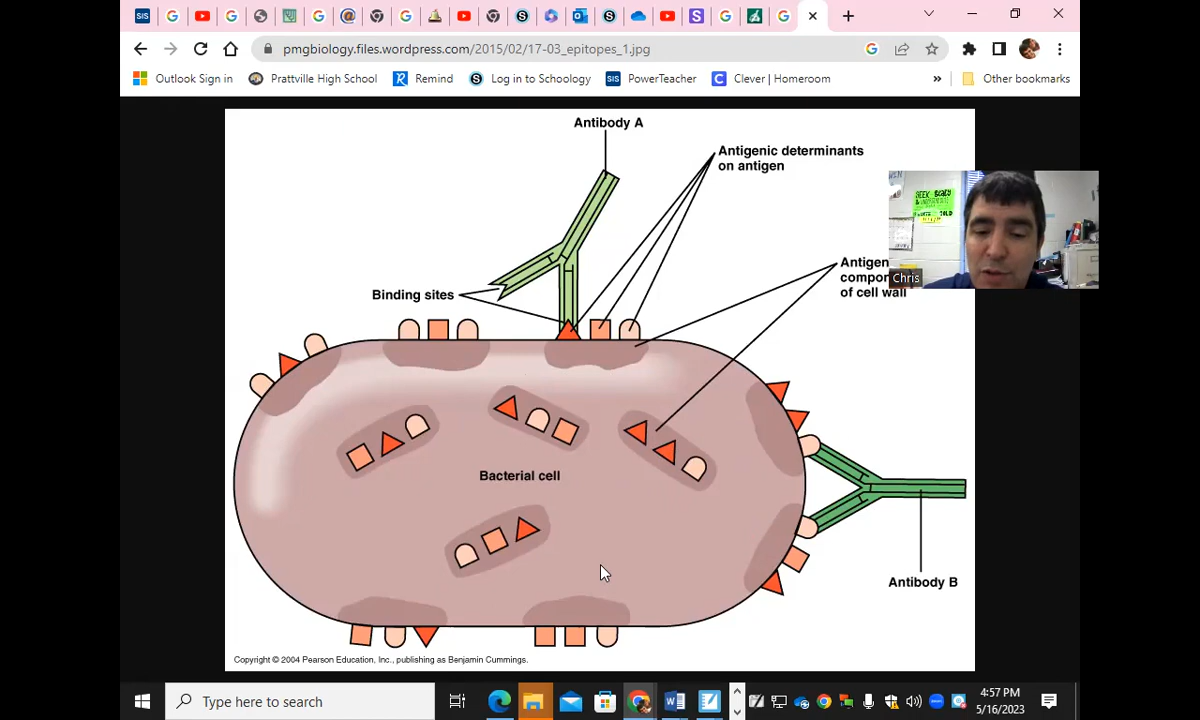 pmgbiology.files.wordpress.com/2015/02/17-03_epitopes_1.jpg
Outlook Sign in
Prattville High School
Remind
Log in to Schoology
PowerTeacher
Clever | Homeroom
»
Other bookmarks
Antibody A
Antigenic determinants
on antigen
SEEK
Antigen
compon
of cell wall
Chris
Binding sites
Bacterial cell
Antibody B
Copyright © 2004 Pearson Education, Inc., publishing as Benjamin Cummings.
Type here to search
4:57 PM
5/16/2023